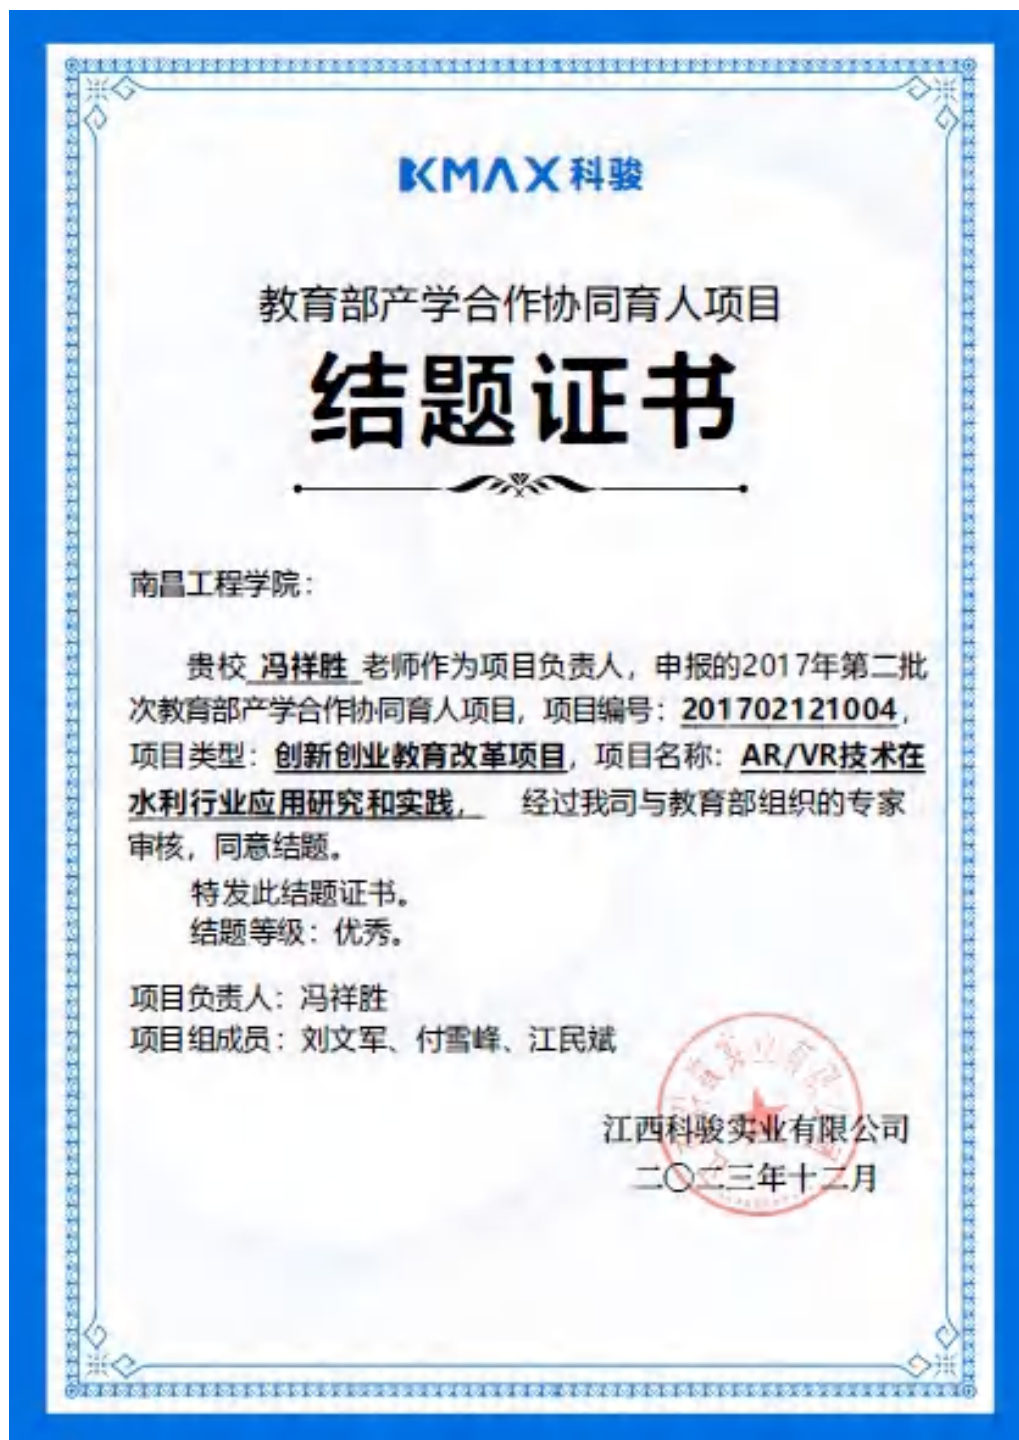 KMAX科骏
教育部产学合作协同育人项目
结题证书
南昌工程学院：
贵校 冯祥胜 老师作为项目负责人，申报的2017年第二批
次教育部产学合作协同育人项目，项目编号：201702121004，
项目类型：创新创业教育改革项目，项目名称：AR/VR技术在
水利行业应用研究和实践， 经过我司与教育部组织的专家
审核，同意结题。
特发此结题证书。
结题等级：优秀。
项目负责人：冯祥胜
项目组成员：刘文军、付雪峰、江民斌
江西科骏实业有限公司
二〇二三年十二月